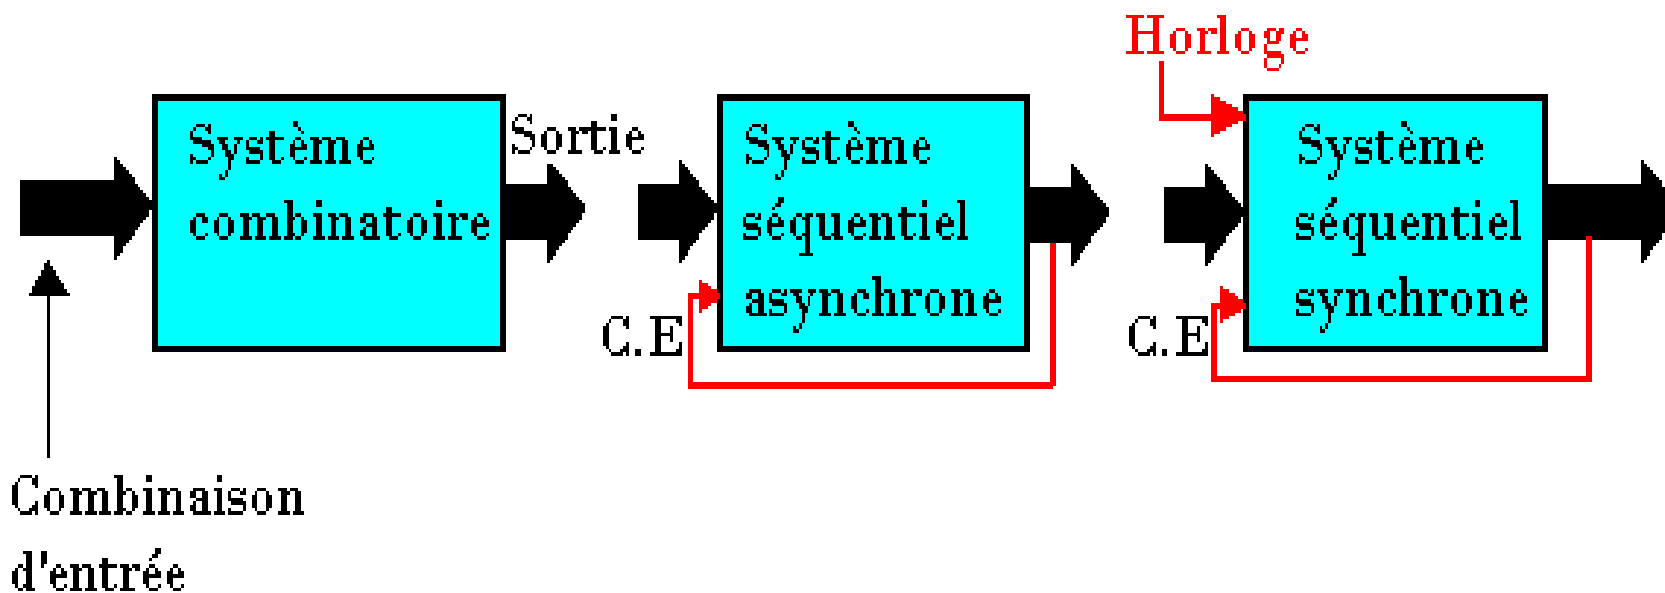 Horloge
Système
combinatoire
Sortie
Système
séquentiel
asynchrone
C.E
Système
séquentiel
synchrone
C.E
Combinaison
d'entrée